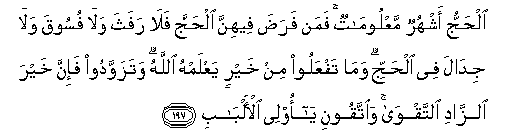 ٱلْحَجُّ أَشْهُرٌ مَّعْلُومَٰتٌ ۚ فَمَن فَرَضَ فِيهِنَّ ٱلْحَجَّ فَلَا رَفَثَ وَلَا فُسُوقَ وَلَا
جِدَالَ فِى ٱلْحَجِّ ۗ وَمَا تَفْعَلُوا۟ مِنْ خَيْرٍ يَعْلَمْهُ ٱللَّهُ ۗ وَتَزَوَّدُوا۟ فَإِنَّ خَيْرَ
ٱلزَّادِ ٱلتَّقْوَىٰ ۚ وَٱتَّقُونِ يَٰٓأُو۟لِى ٱلْأَلْبَٰبِ ١٩٧